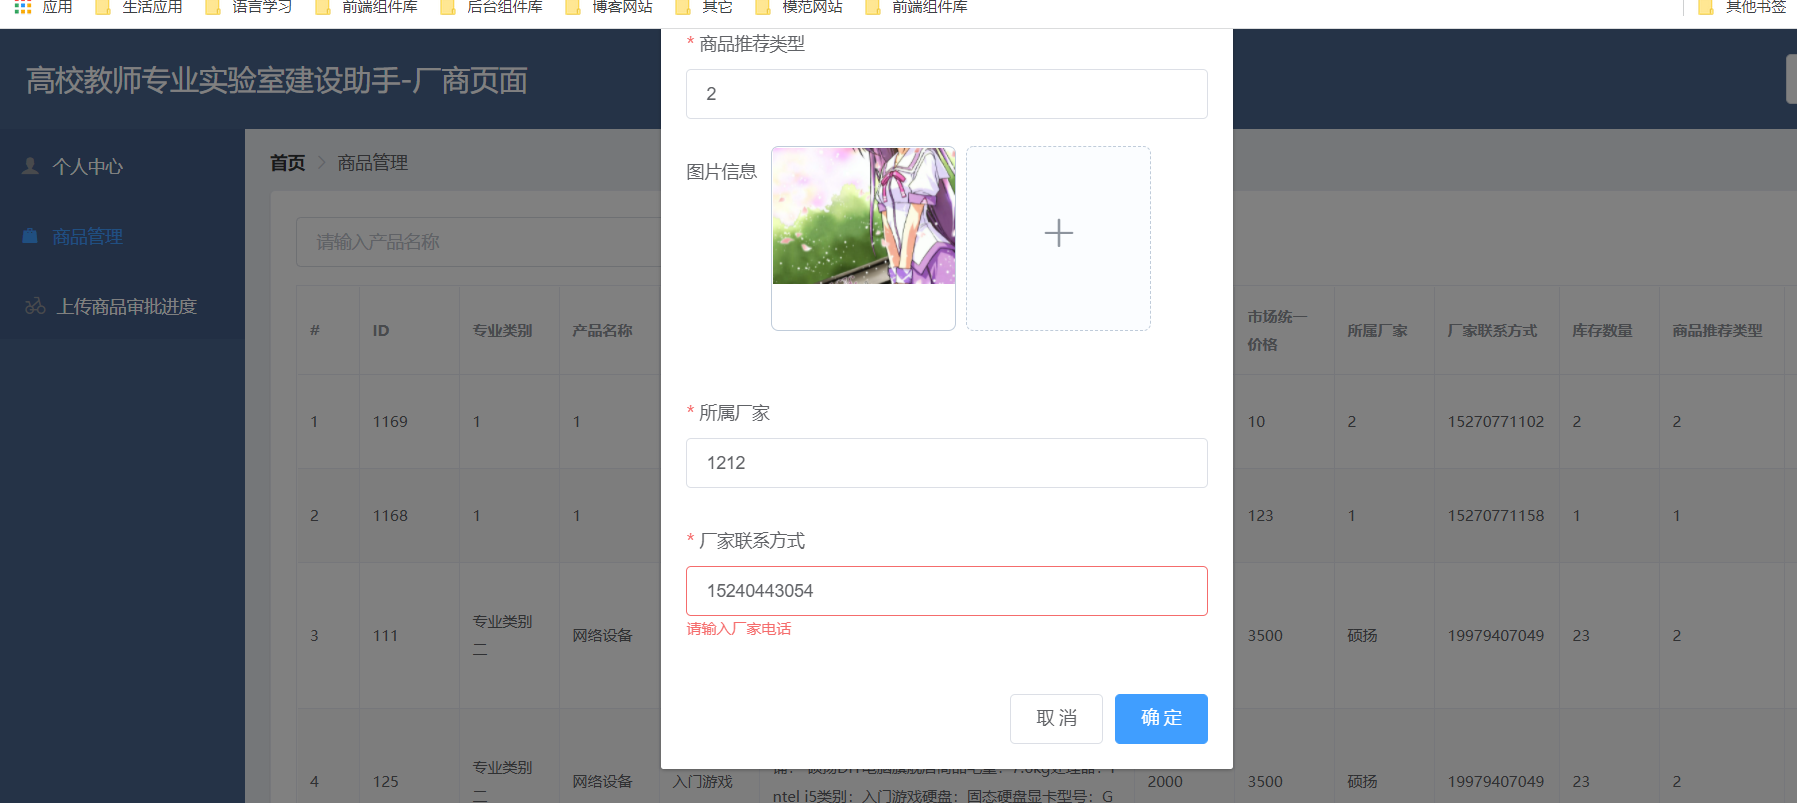 应用 生活应用 语言学习 前端组件库 后台组件库 博客网站 其它 模范网站 前端组件库 其他书签
高校教师专业实验室建设助手-厂商页面
个人中心
商品管理
上传商品审批进度
首页 商品管理
请输入产品名称
# ID 专业类别 产品名称 市场统一价格 所属厂家 厂家联系方式 库存数量 商品推荐类型
1 1169 1 1 10 2 15270771102 2 2
2 1168 1 1 123 1 15270771158 1 1
3 111 专业类别二 网络设备 3500 硕扬 19979407049 23 2
4 125 专业类别二 网络设备 入门游戏 2000 3500 硕扬 19979407049 23 2
ntel i5类别：入门游戏硬盘：固态硬盘显卡型号：G
* 商品推荐类型
2
图片信息
* 所属厂家
1212
* 厂家联系方式
15240443054
请输入厂家电话
取 消 确 定